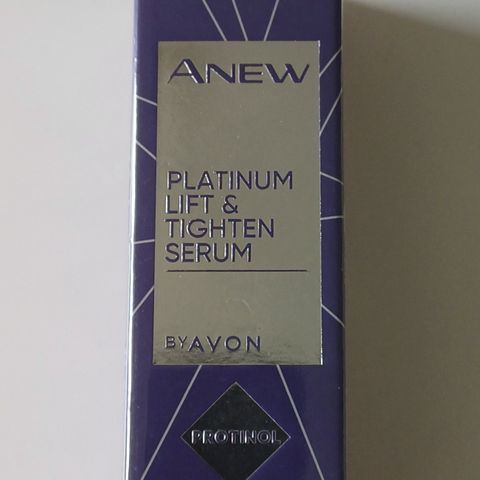 ANEW
PLATINUM
LIFT &
TIGHTEN
SERUM
BY AVON
PROTINOL